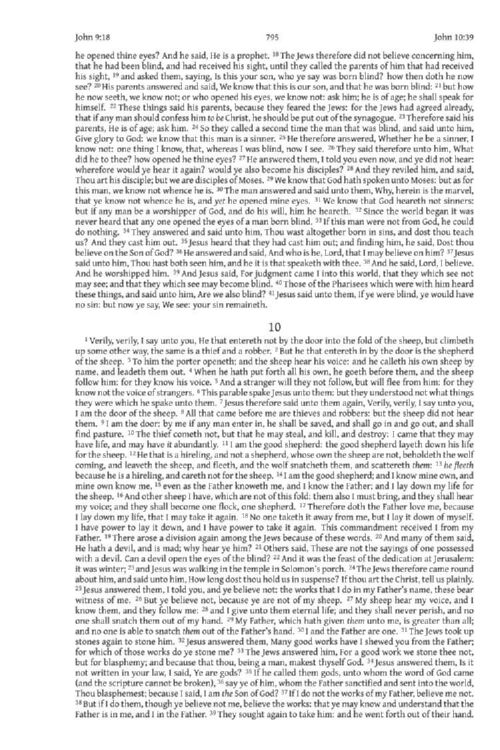 John 9:18 795 John 10:39
he opened thine eyes? And he said, He is a prophet. 18 The Jews therefore did not believe concerning him,
that he had been blind, and had received his sight, until they called the parents of him that had received
his sight, 19 and asked them, saying, Is this your son, who ye say was born blind? how then doth he now
see? 20 His parents answered and said, We know that this is our son, and that he was born blind: 21 but how
he now seeth, we know not; or who opened his eyes, we know not: ask him; he is of age; he shall speak for
himself. 22 These things said his parents, because they feared the Jews: for the Jews had agreed already,
that if any man should confess him to be Christ, he should be put out of the synagogue. 23 Therefore said his
parents, He is of age; ask him. 24 So they called a second time the man that was blind, and said unto him,
Give glory to God: we know that this man is a sinner. 25 He therefore answered, Whether he be a sinner, I
know not: one thing I know, that, whereas I was blind, now I see. 26 They said therefore unto him, What
did he to thee? how opened he thine eyes? 27 He answered them, I told you even now, and ye did not hear:
wherefore would ye hear it again? would ye also become his disciples? 28 And they reviled him, and said,
Thou art his disciple; but we are disciples of Moses. 29 We know that God hath spoken unto Moses: but as for
this man, we know not whence he is. 30 The man answered and said unto them, Why, herein is the marvel,
that ye know not whence he is, and yet he opened mine eyes. 31 We know that God heareth not sinners:
but if any man be a worshipper of God, and do his will, him he heareth. 32 Since the world began it was
never heard that any one opened the eyes of a man born blind. 33 If this man were not from God, he could
do nothing. 34 They answered and said unto him, Thou wast altogether born in sins, and dost thou teach
us? And they cast him out. 35 Jesus heard that they had cast him out; and finding him, he said, Dost thou
believe on the Son of God? 36 He answered and said, And who is he, Lord, that I may believe on him? 37 Jesus
said unto him, Thou hast both seen him, and he it is that speaketh with thee. 38 And he said, Lord, I believe.
And he worshipped him. 39 And Jesus said, For judgment came I into this world, that they which see not
may see; and that they which see may become blind. 40 Those of the Pharisees which were with him heard
these things, and said unto him, Are we also blind? 41 Jesus said unto them, If ye were blind, ye would have
no sin: but now ye say, We see: your sin remaineth.
10
1 Verily, verily, I say unto you, He that entereth not by the door into the fold of the sheep, but climbeth
up some other way, the same is a thief and a robber. 2 But he that entereth in by the door is the shepherd
of the sheep. 3 To him the porter openeth; and the sheep hear his voice: and he calleth his own sheep by
name, and leadeth them out. 4 When he hath put forth all his own, he goeth before them, and the sheep
follow him: for they know his voice. 5 And a stranger will they not follow, but will flee from him: for they
know not the voice of strangers. 6 This parable spake Jesus unto them: but they understood not what things
they were which he spake unto them. 7 Jesus therefore said unto them again, Verily, verily, I say unto you,
I am the door of the sheep. 8 All that came before me are thieves and robbers: but the sheep did not hear
them. 9 I am the door: by me if any man enter in, he shall be saved, and shall go in and go out, and shall
find pasture. 10 The thief cometh not, but that he may steal, and kill, and destroy: I came that they may
have life, and may have it abundantly. 11 I am the good shepherd: the good shepherd layeth down his life
for the sheep. 12 He that is a hireling, and not a shepherd, whose own the sheep are not, beholdeth the wolf
coming, and leaveth the sheep, and fleeth, and the wolf snatcheth them, and scattereth them: 13 he fleeth
because he is a hireling, and careth not for the sheep. 14 I am the good shepherd; and I know mine own, and
mine own know me, 15 even as the Father knoweth me, and I know the Father; and I lay down my life for
the sheep. 16 And other sheep I have, which are not of this fold: them also I must bring, and they shall hear
my voice; and they shall become one flock, one shepherd. 17 Therefore doth the Father love me, because
I lay down my life, that I may take it again. 18 No one taketh it away from me, but I lay it down of myself.
I have power to lay it down, and I have power to take it again. This commandment received I from my
Father. 19 There arose a division again among the Jews because of these words. 20 And many of them said,
He hath a devil, and is mad; why hear ye him? 21 Others said, These are not the sayings of one possessed
with a devil. Can a devil open the eyes of the blind? 22 And it was the feast of the dedication at Jerusalem:
it was winter; 23 and Jesus was walking in the temple in Solomon's porch. 24 The Jews therefore came round
about him, and said unto him, How long dost thou hold us in suspense? If thou art the Christ, tell us plainly.
25 Jesus answered them, I told you, and ye believe not: the works that I do in my Father's name, these bear
witness of me. 26 But ye believe not, because ye are not of my sheep. 27 My sheep hear my voice, and I
know them, and they follow me: 28 and I give unto them eternal life; and they shall never perish, and no
one shall snatch them out of my hand. 29 My Father, which hath given them unto me, is greater than all;
and no one is able to snatch them out of the Father's hand. 30 I and the Father are one. 31 The Jews took up
stones again to stone him. 32 Jesus answered them, Many good works have I shewed you from the Father;
for which of those works do ye stone me? 33 The Jews answered him, For a good work we stone thee not,
but for blasphemy; and because that thou, being a man, makest thyself God. 34 Jesus answered them, Is it
not written in your law, I said, Ye are gods? 35 If he called them gods, unto whom the word of God came
(and the scripture cannot be broken), 36 say ye of him, whom the Father sanctified and sent into the world,
Thou blasphemest; because I said, I am the Son of God? 37 If I do not the works of my Father, believe me not.
38 But if I do them, though ye believe not me, believe the works: that ye may know and understand that the
Father is in me, and I in the Father. 39 They sought again to take him: and he went forth out of their hand.